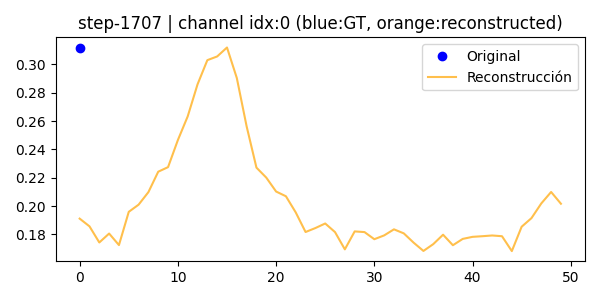 step-1707 | channel idx:0 (blue:GT, orange:reconstructed)
Original
Reconstrucción
0.30
0.28
0.26
0.24
0.22
0.20
0.18
0 10 20 30 40 50